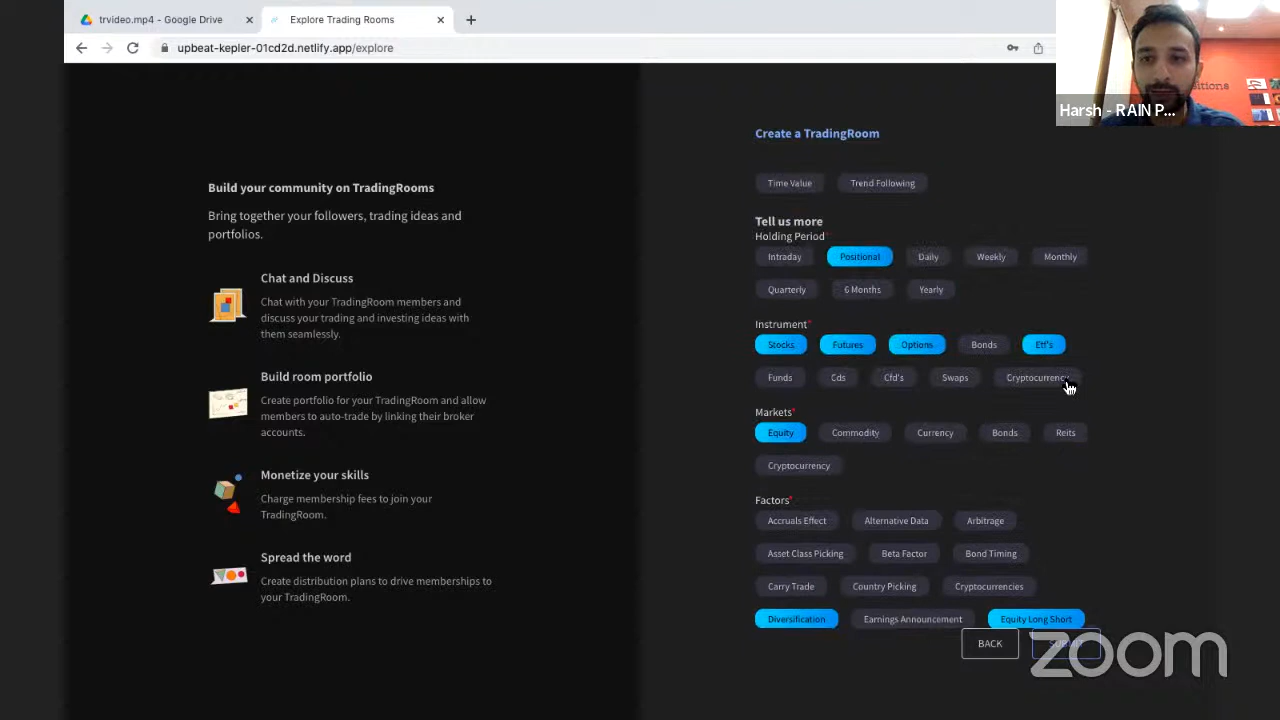 trvideo.mp4 - Google Drive
Explore Trading Rooms
upbeat-kepler-01cd2d.netlify.app/explore
Harsh - RAIN P...
Build your community on TradingRooms
Bring together your followers, trading ideas and
portfolios.
Chat and Discuss
Chat with your TradingRoom members and
discuss your trading and investing ideas with
them seamlessly.
Build room portfolio
Create portfolio for your TradingRoom and allow
members to auto-trade by linking their broker
accounts.
Monetize your skills
Charge membership fees to join your
TradingRoom.
Spread the word
Create distribution plans to drive memberships to
your TradingRoom.
Create a TradingRoom
Time Value Trend Following
Tell us more
Holding Period*
Intraday Positional Daily Weekly Monthly
Quarterly 6 Months Yearly
Instrument*
Stocks Futures Options Bonds Etf's
Funds Cds Cfd's Swaps Cryptocurrency
Markets*
Equity Commodity Currency Bonds Reits
Cryptocurrency
Factors*
Accruals Effect Alternative Data Arbitrage
Asset Class Picking Beta Factor Bond Timing
Carry Trade Country Picking Cryptocurrencies
Diversification Earnings Announcement Equity Long Short
BACK
zoom